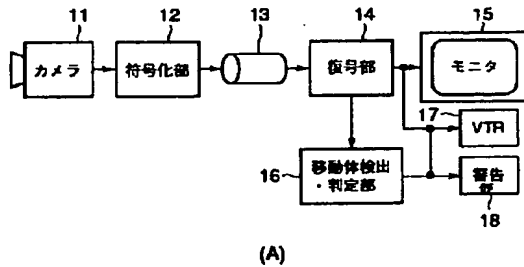 11
12
13
14
15
カメラ
符号化部
復号部
モニタ
17
VTR
16
移動体検出
・判定部
警告
部
18
(A)